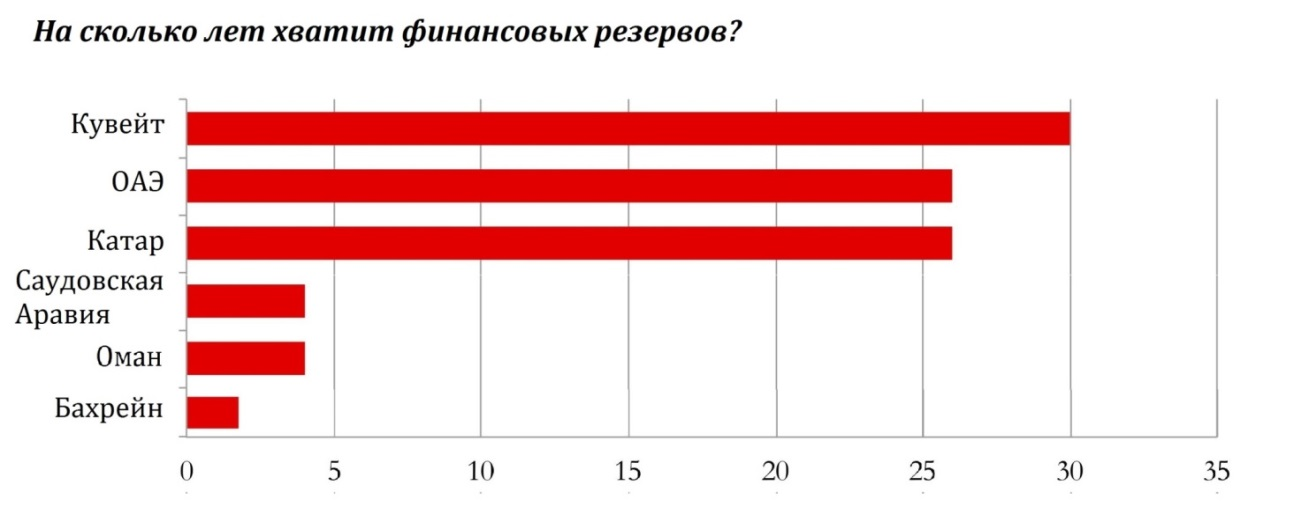 На сколько лет хватит финансовых резервов?
Кувейт
ОАЭ
Катар
Саудовская
Аравия
Оман
Бахрейн
0 5 10 15 20 25 30 35